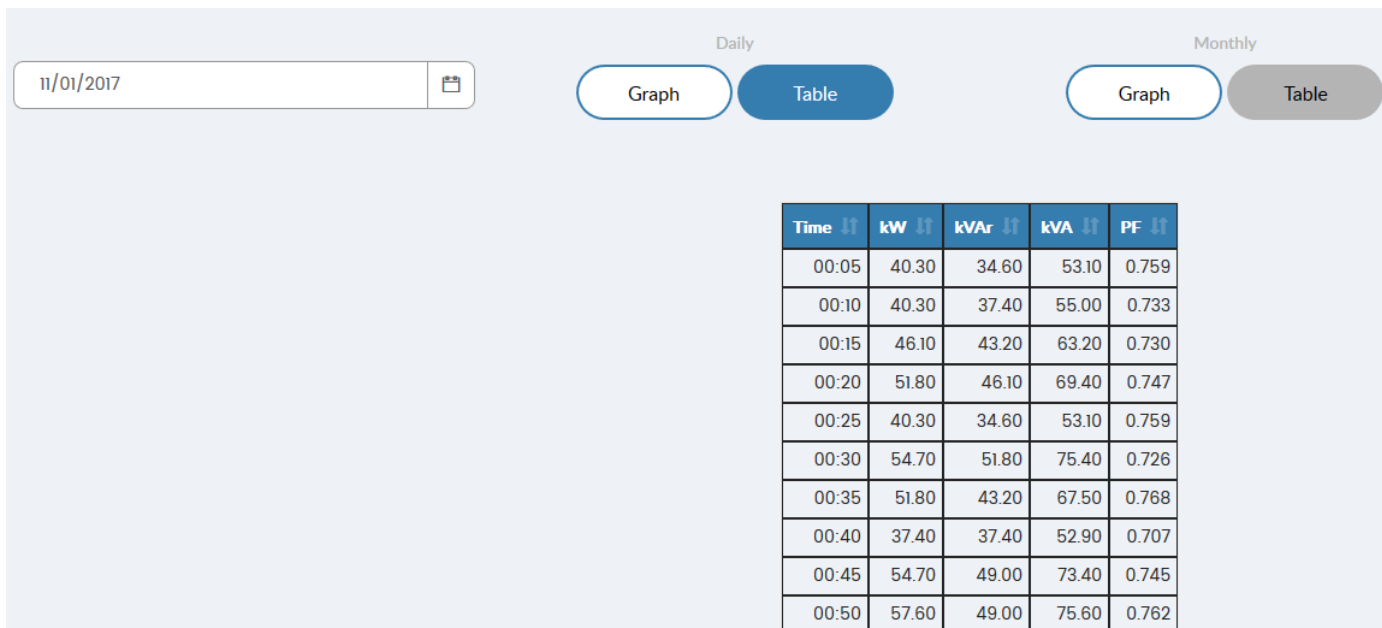 Daily Monthly
11/01/2017 Graph Table Graph Table
Time kW kVAr kVA PF
00:05 40.30 34.60 53.10 0.759
00:10 40.30 37.40 55.00 0.733
00:15 46.10 43.20 63.20 0.730
00:20 51.80 46.10 69.40 0.747
00:25 40.30 34.60 53.10 0.759
00:30 54.70 51.80 75.40 0.726
00:35 51.80 43.20 67.50 0.768
00:40 37.40 37.40 52.90 0.707
00:45 54.70 49.00 73.40 0.745
00:50 57.60 49.00 75.60 0.762